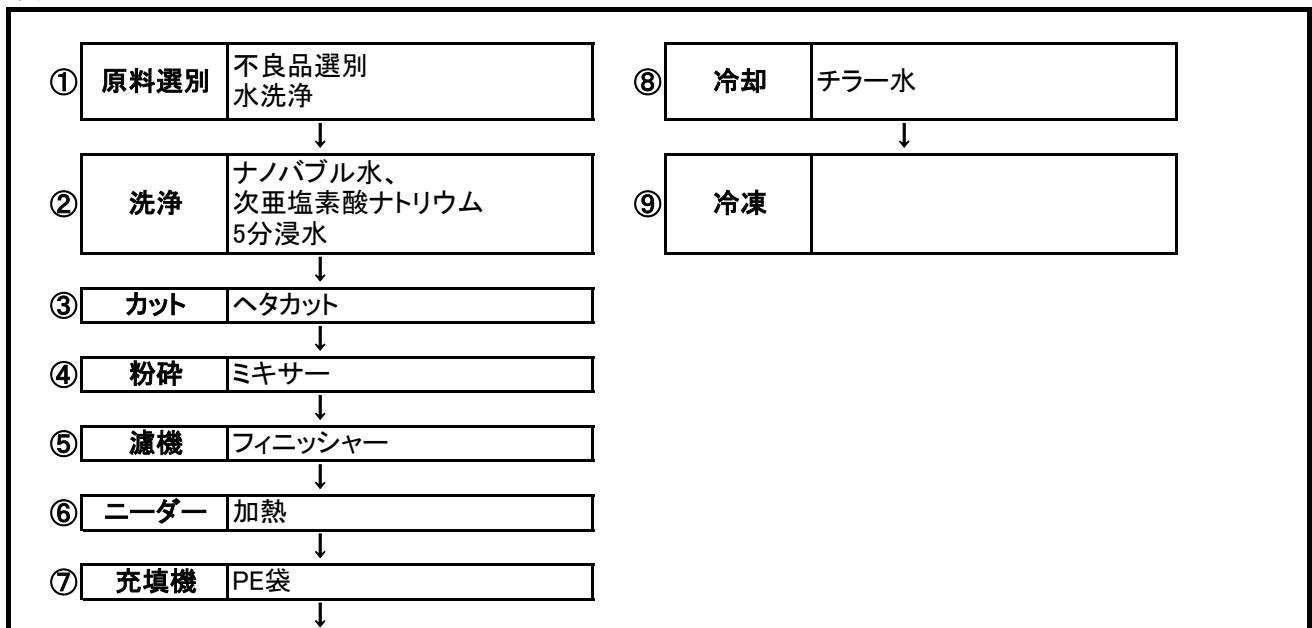 ① 原料選別 不良品選別
水洗浄
↓
② 洗浄 ナノバブル水、
次亜塩素酸ナトリウム
5分浸水
↓
③ カット ヘタカット
↓
④ 粉砕 ミキサー
↓
⑤ 濾機 フィニッシャー
↓
⑥ ニーダー 加熱
↓
⑦ 充填機 PE袋
↓
⑧ 冷却 チラー水
↓
⑨ 冷凍